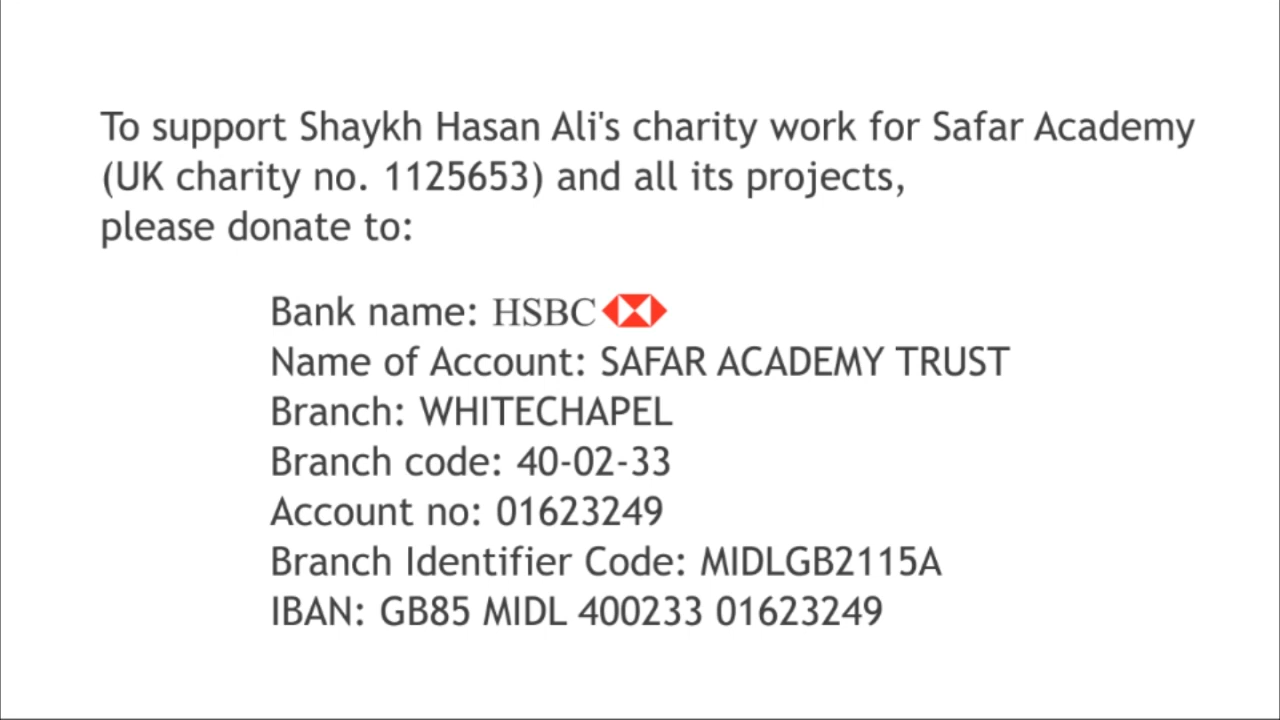 To support Shaykh Hasan Ali's charity work for Safar Academy
(UK charity no. 1125653) and all its projects,
please donate to:
Bank name: HSBC
Name of Account: SAFAR ACADEMY TRUST
Branch: WHITECHAPEL
Branch code: 40-02-33
Account no: 01623249
Branch Identifier Code: MIDLGB2115A
IBAN: GB85 MIDL 400233 01623249